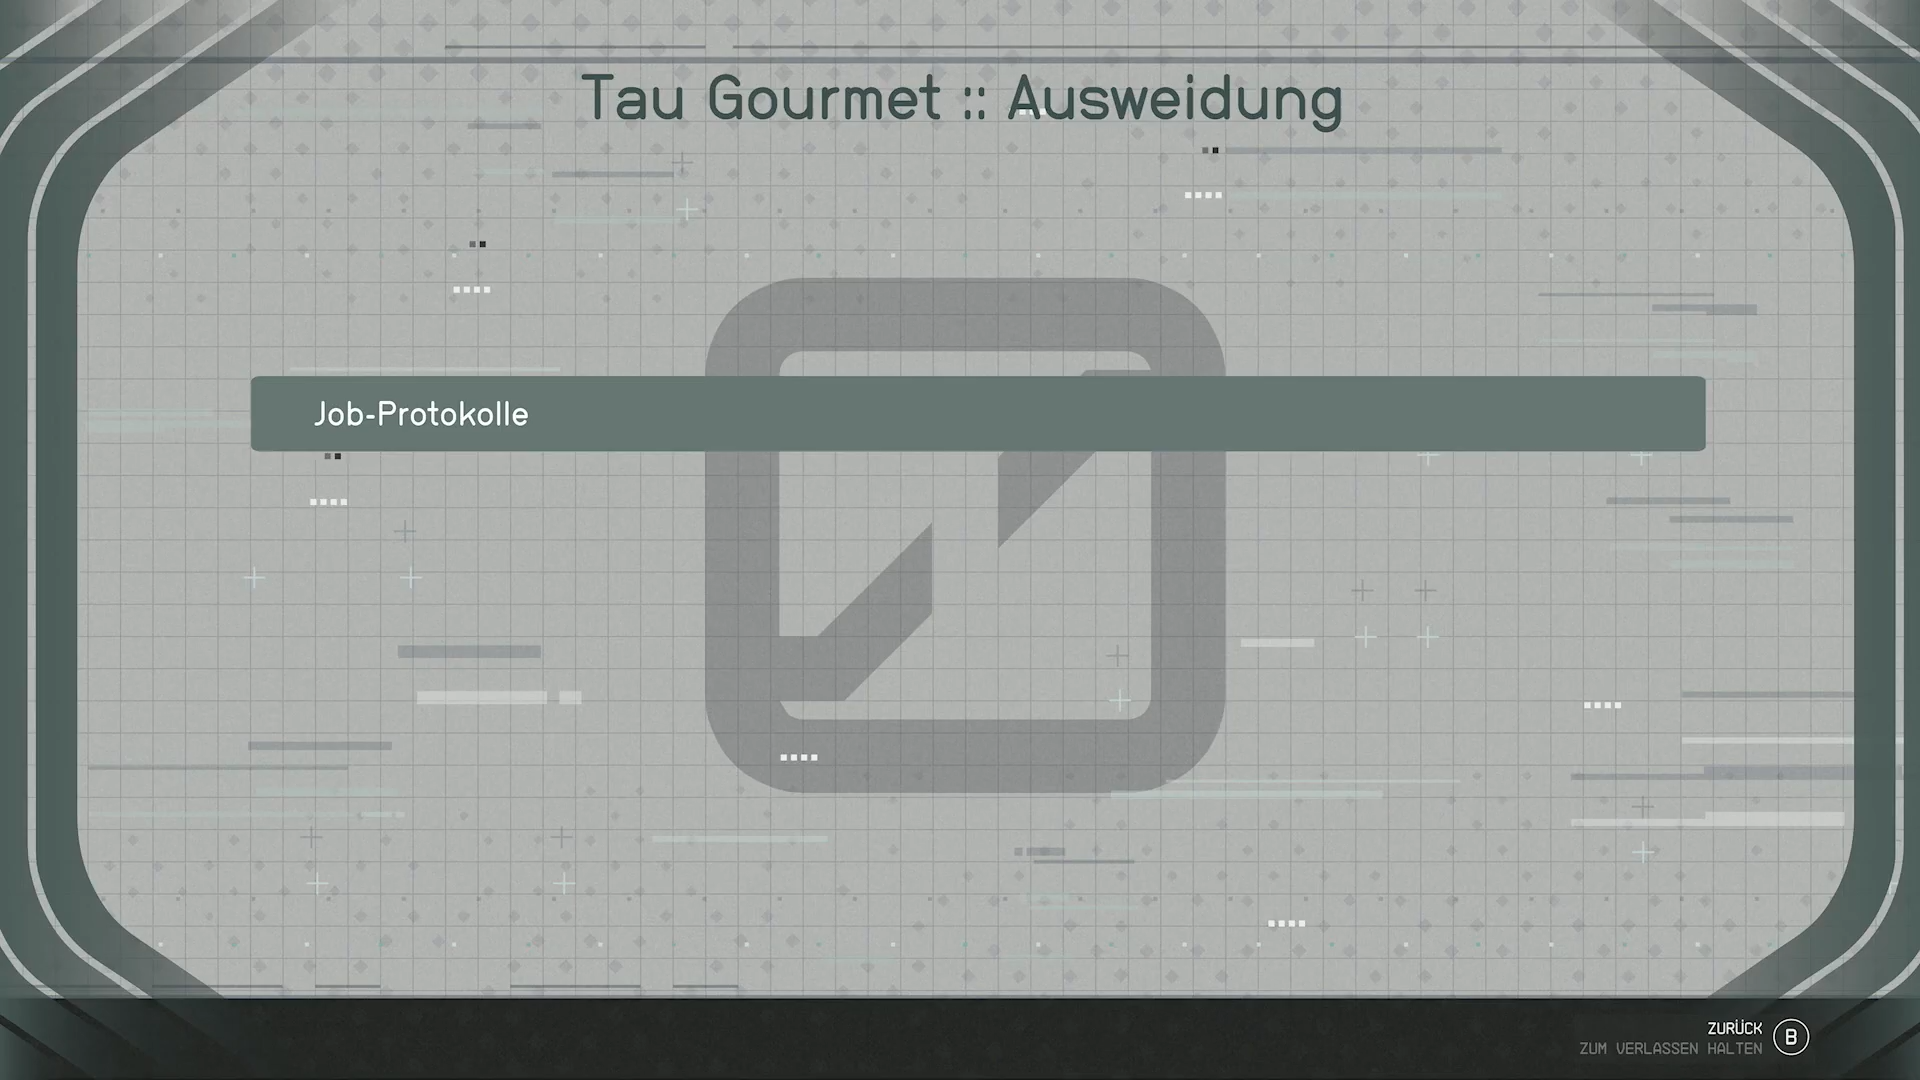 Tau Gourmet :: Ausweidung
Job-Protokolle
ZURÜCK
ZUM VERLASSEN HALTEN
B